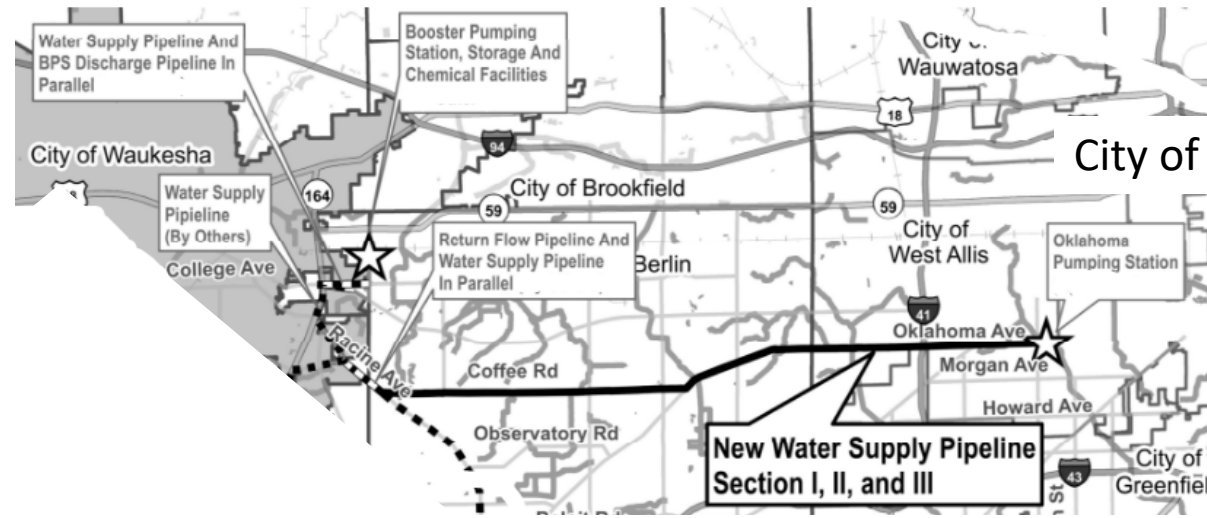 Water Supply Pipeline And
BPS Discharge Pipeline In
Parallel
Booster Pumping
Station, Storage And
Chemical Facilities
City
Wauwatosa
18
94
City of
City of Waukesha
Water Supply
Pipieline
(By Others)
164
City of Brookfield
59
59
Return Flow Pipeline And
Water Supply Pipeline
In Parallel
Berlin
City of
West Allis
Oklahoma
Pumping Station
College Ave
41
Oklahoma Ave
Racine Ave
Coffee Rd
Morgan Ave
Howard Ave
Observatory Rd
New Water Supply Pipeline
Section I, II, and III
43
City of
Greenfiel
St